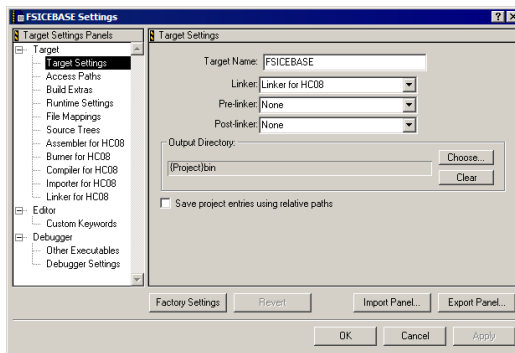 FSICEBASE Settings
Target Settings Panels
Target
Target Settings
Access Paths
Build Extras
Runtime Settings
File Mappings
Source Trees
Assembler for HC08
Burner for HC08
Compiler for HC08
Importer for HC08
Linker for HC08
Editor
Custom Keywords
Debugger
Other Executables
Debugger Settings
Target Settings
Target Name: FSICEBASE
Linker: Linker for HC08
Pre-linker: None
Post-linker: None
Output Directory:
{Project}bin
Choose...
Clear
Save project entries using relative paths
Factory Settings Revert Import Panel... Export Panel...
OK Cancel Apply